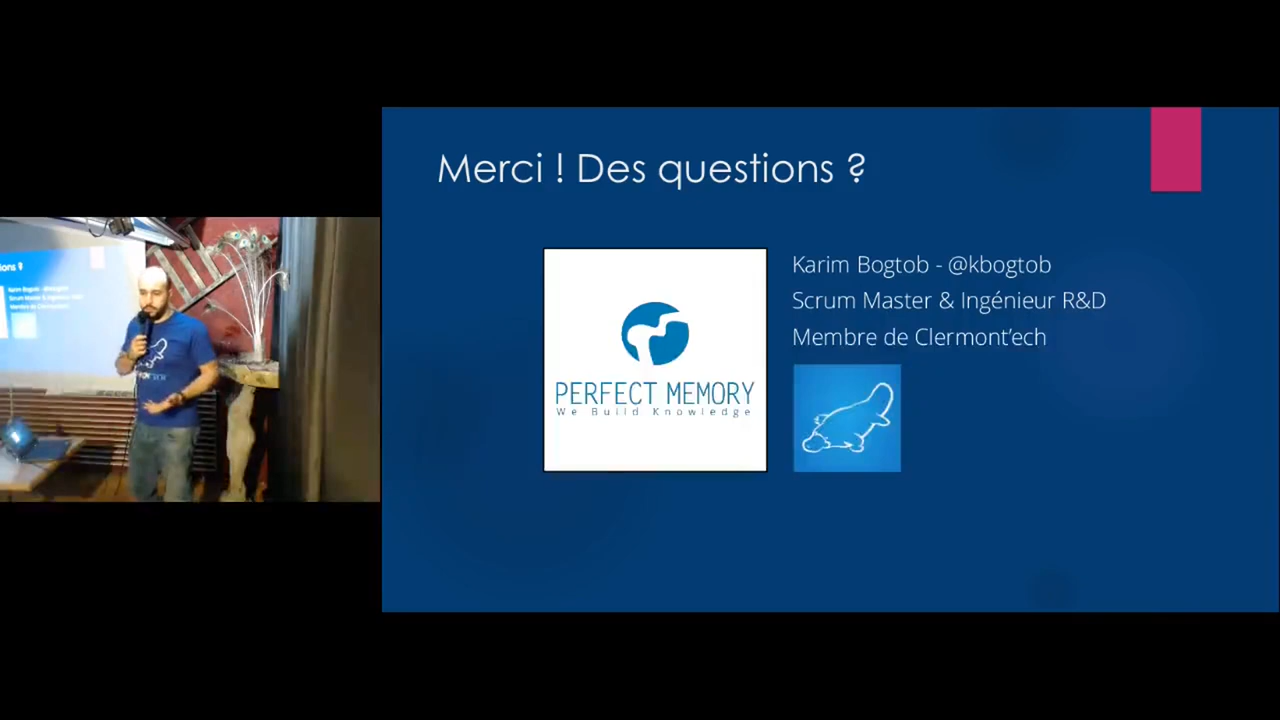 Merci ! Des questions ?
Karim Bogtob - @kbogtob
Scrum Master & Ingénieur R&D
Membre de Clermont’ech
PERFECT MEMORY
We Build Knowledge